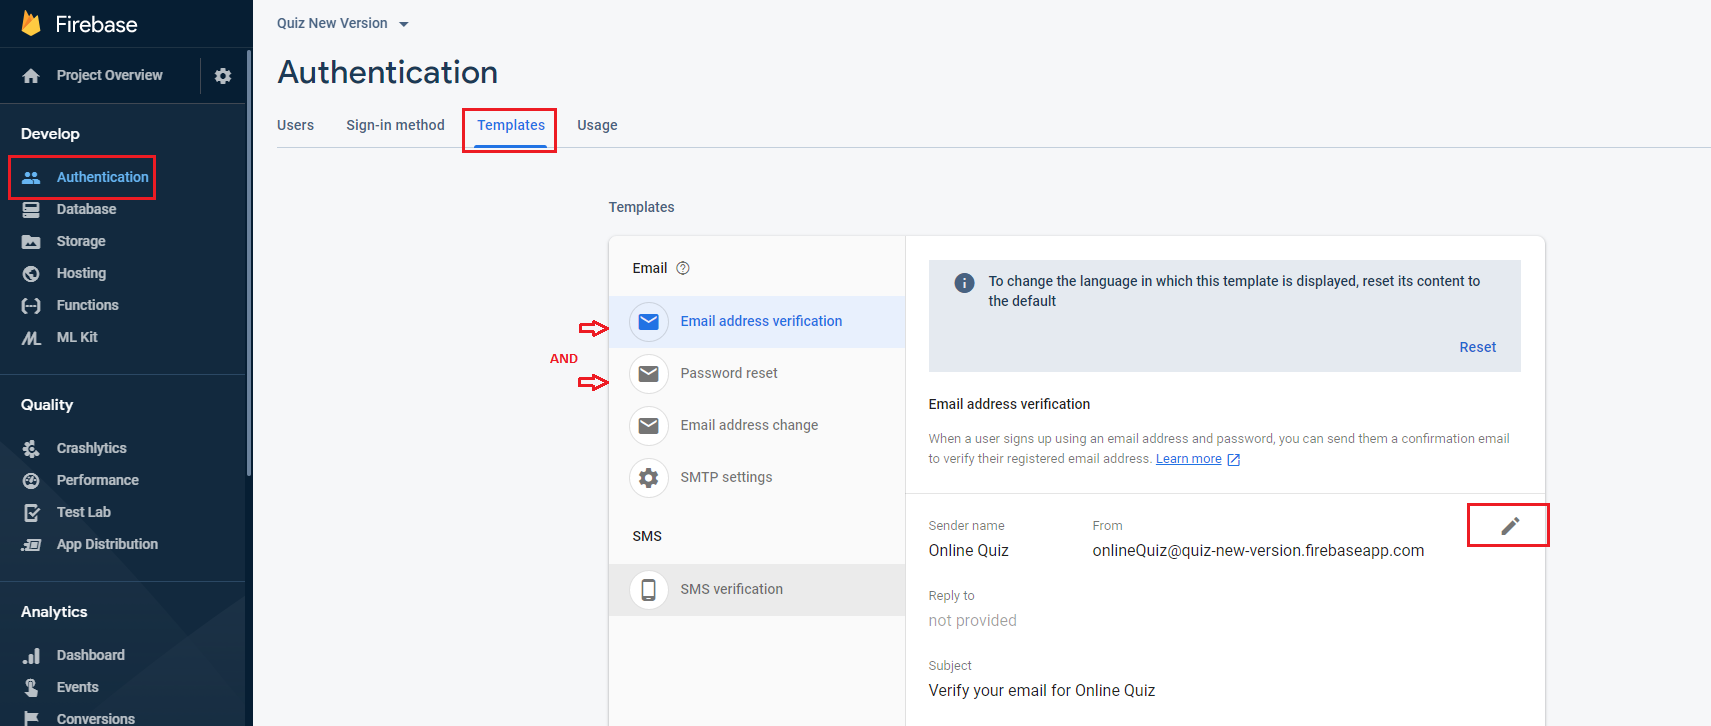 Firebase
Project Overview
Develop
Authentication
Database
Storage
Hosting
Functions
ML Kit
Quality
Crashlytics
Performance
Test Lab
App Distribution
Analytics
Dashboard
Events
Conversions
Quiz New Version
Authentication
Users Sign-in method Templates Usage
Templates
Email
Email address verification
AND
Password reset
Email address change
SMTP settings
SMS
SMS verification
To change the language in which this template is displayed, reset its content to
the default
Reset
Email address verification
When a user signs up using an email address and password, you can send them a confirmation email
to verify their registered email address. Learn more
Sender name From
Online Quiz onlineQuiz@quiz-new-version.firebaseapp.com
Reply to
not provided
Subject
Verify your email for Online Quiz